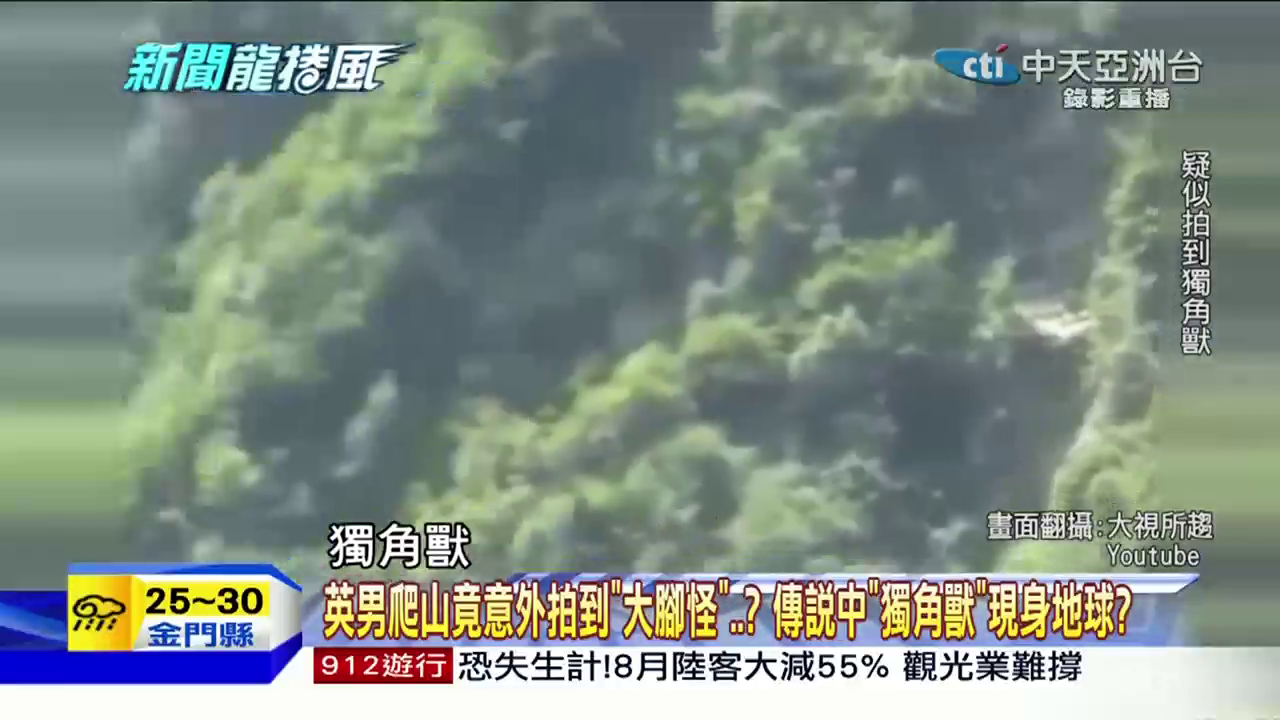 新聞龍捲風
cti 中天亞洲台
錄影重播
疑似拍到獨角獸
畫面翻攝:大視所趨
Youtube
獨角獸
25~30
金門縣
英男爬山竟意外拍到"大腳怪"..? 傳說中"獨角獸"現身地球?
912遊行 恐失生計!8月陸客大減55% 觀光業難撐